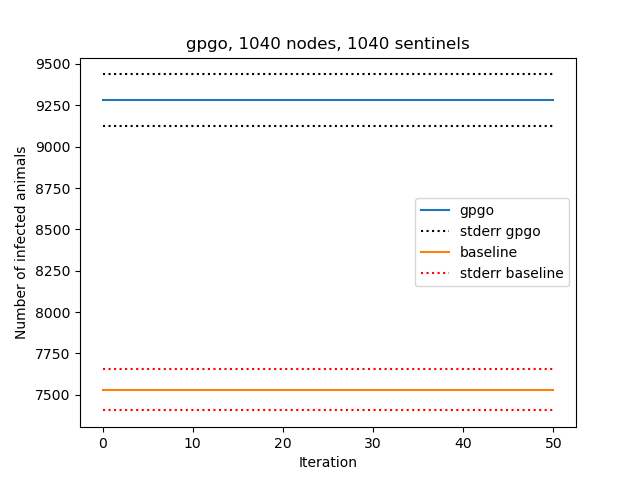 gpgo, 1040 nodes, 1040 sentinels
Number of infected animals
9500
9250
9000
8750
8500
8250
8000
7750
7500
gpgo
stderr gpgo
baseline
stderr baseline
0 10 20 30 40 50
Iteration